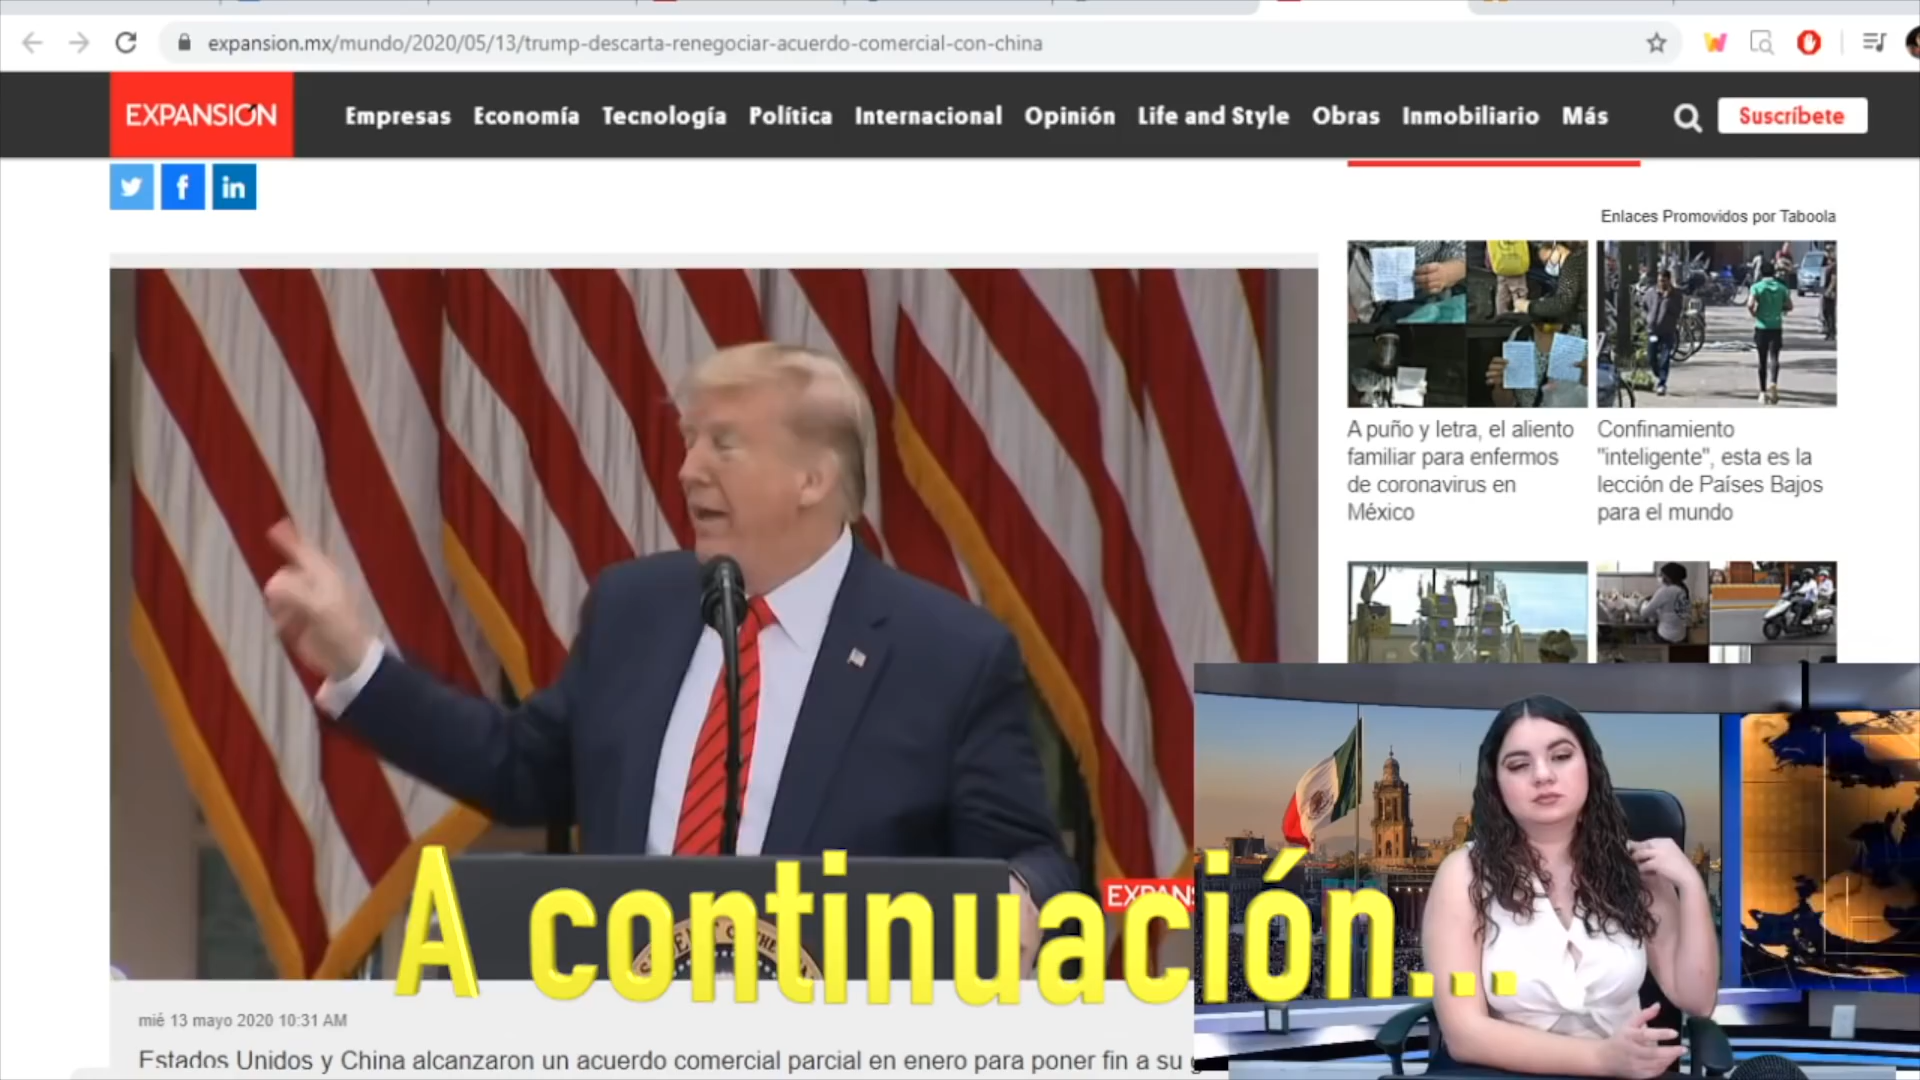 expansion.mx/mundo/2020/05/13/trump-descarta-renegociar-acuerdo-comercial-con-china
EXPANSIÓN
Empresas Economía Tecnología Política Internacional Opinión Life and Style Obras Inmobiliario Más
Suscríbete
Enlaces Promovidos por Taboola
A puño y letra, el aliento
familiar para enfermos
de coronavirus en
México
Confinamiento
"inteligente", esta es la
lección de Países Bajos
para el mundo
EXPANS
A continuación...
mié 13 mayo 2020 10:31 AM
Estados Unidos y China alcanzaron un acuerdo comercial parcial en enero para poner fin a su